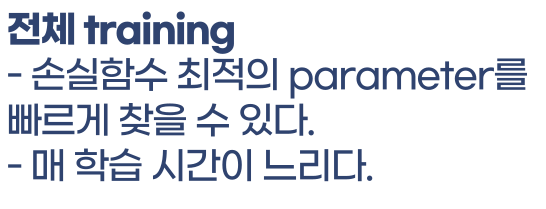 전체 training
- 손실함수 최적의 parameter를
빠르게 찾을 수 있다.
- 매 학습 시간이 느리다.